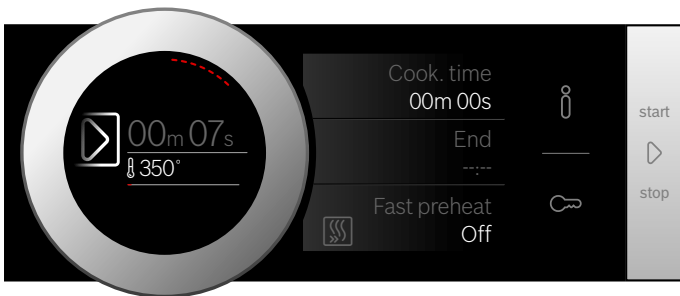 00m 07s
350°
Cook. time
00m 00s
End
--:--
Fast preheat
Off
start
stop